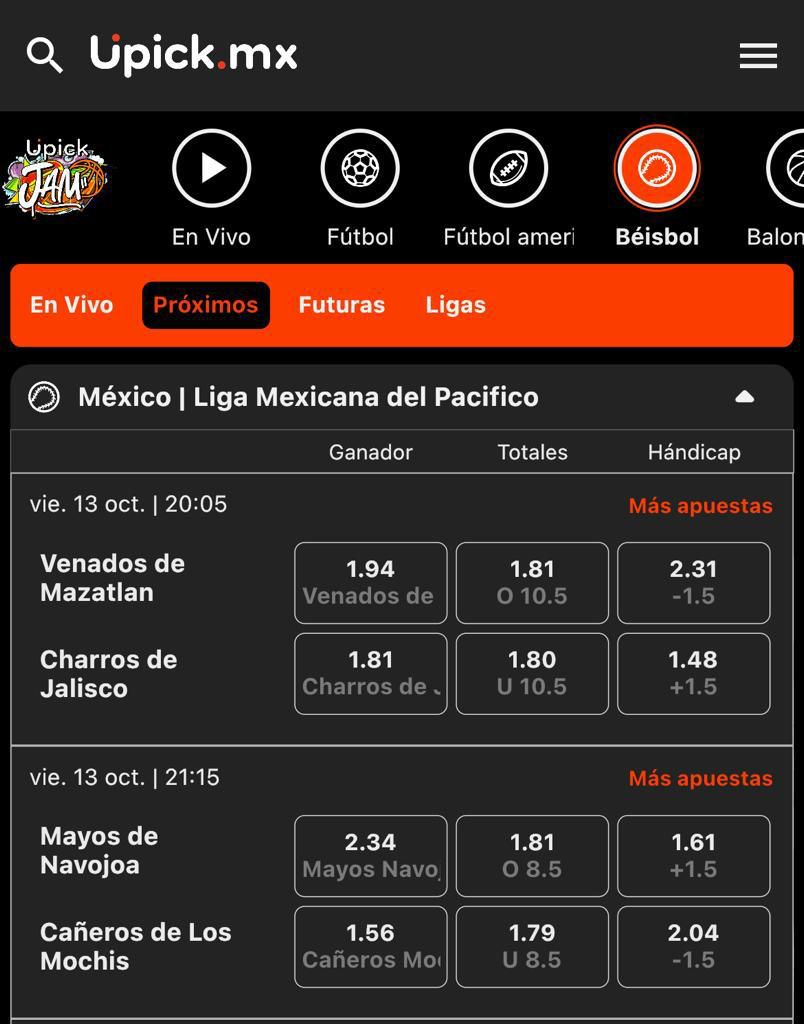 Upick.mx
Upick
JAM
En Vivo
Fútbol
Fútbol ameri
Béisbol
Balon
En Vivo Próximos Futuras Ligas
México | Liga Mexicana del Pacifico
Ganador Totales Hándicap
vie. 13 oct. | 20:05 Más apuestas
Venados de
Mazatlan
1.94 1.81 2.31
Venados de O 10.5 -1.5
Charros de
Jalisco
1.81 1.80 1.48
Charros de U 10.5 +1.5
vie. 13 oct. | 21:15 Más apuestas
Mayos de
Navojoa
2.34 1.81 1.61
Mayos Navo O 8.5 +1.5
Cañeros de Los
Mochis
1.56 1.79 2.04
Cañeros Mo U 8.5 -1.5